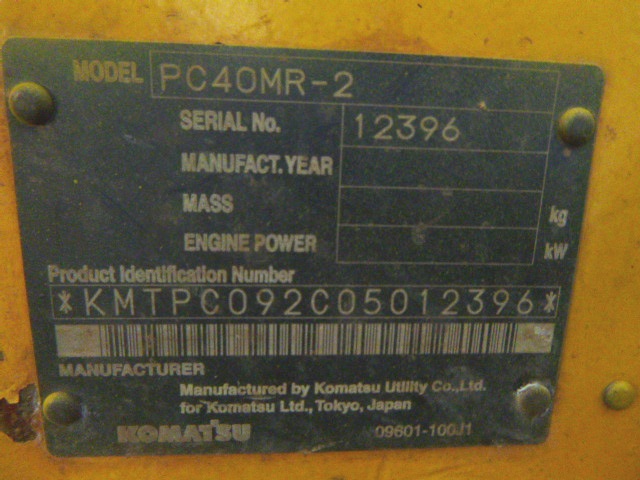 MODEL PC40MR-2
SERIAL No. 12396
MANUFACT. YEAR
MASS kg
ENGINE POWER kW
Product Identification Number
*KMTPC092C05012396*
MANUFACTURER
Manufactured by Komatsu Utility Co.,Ltd.
for Komatsu Ltd., Tokyo, Japan
KOMATSU 09601-100J1